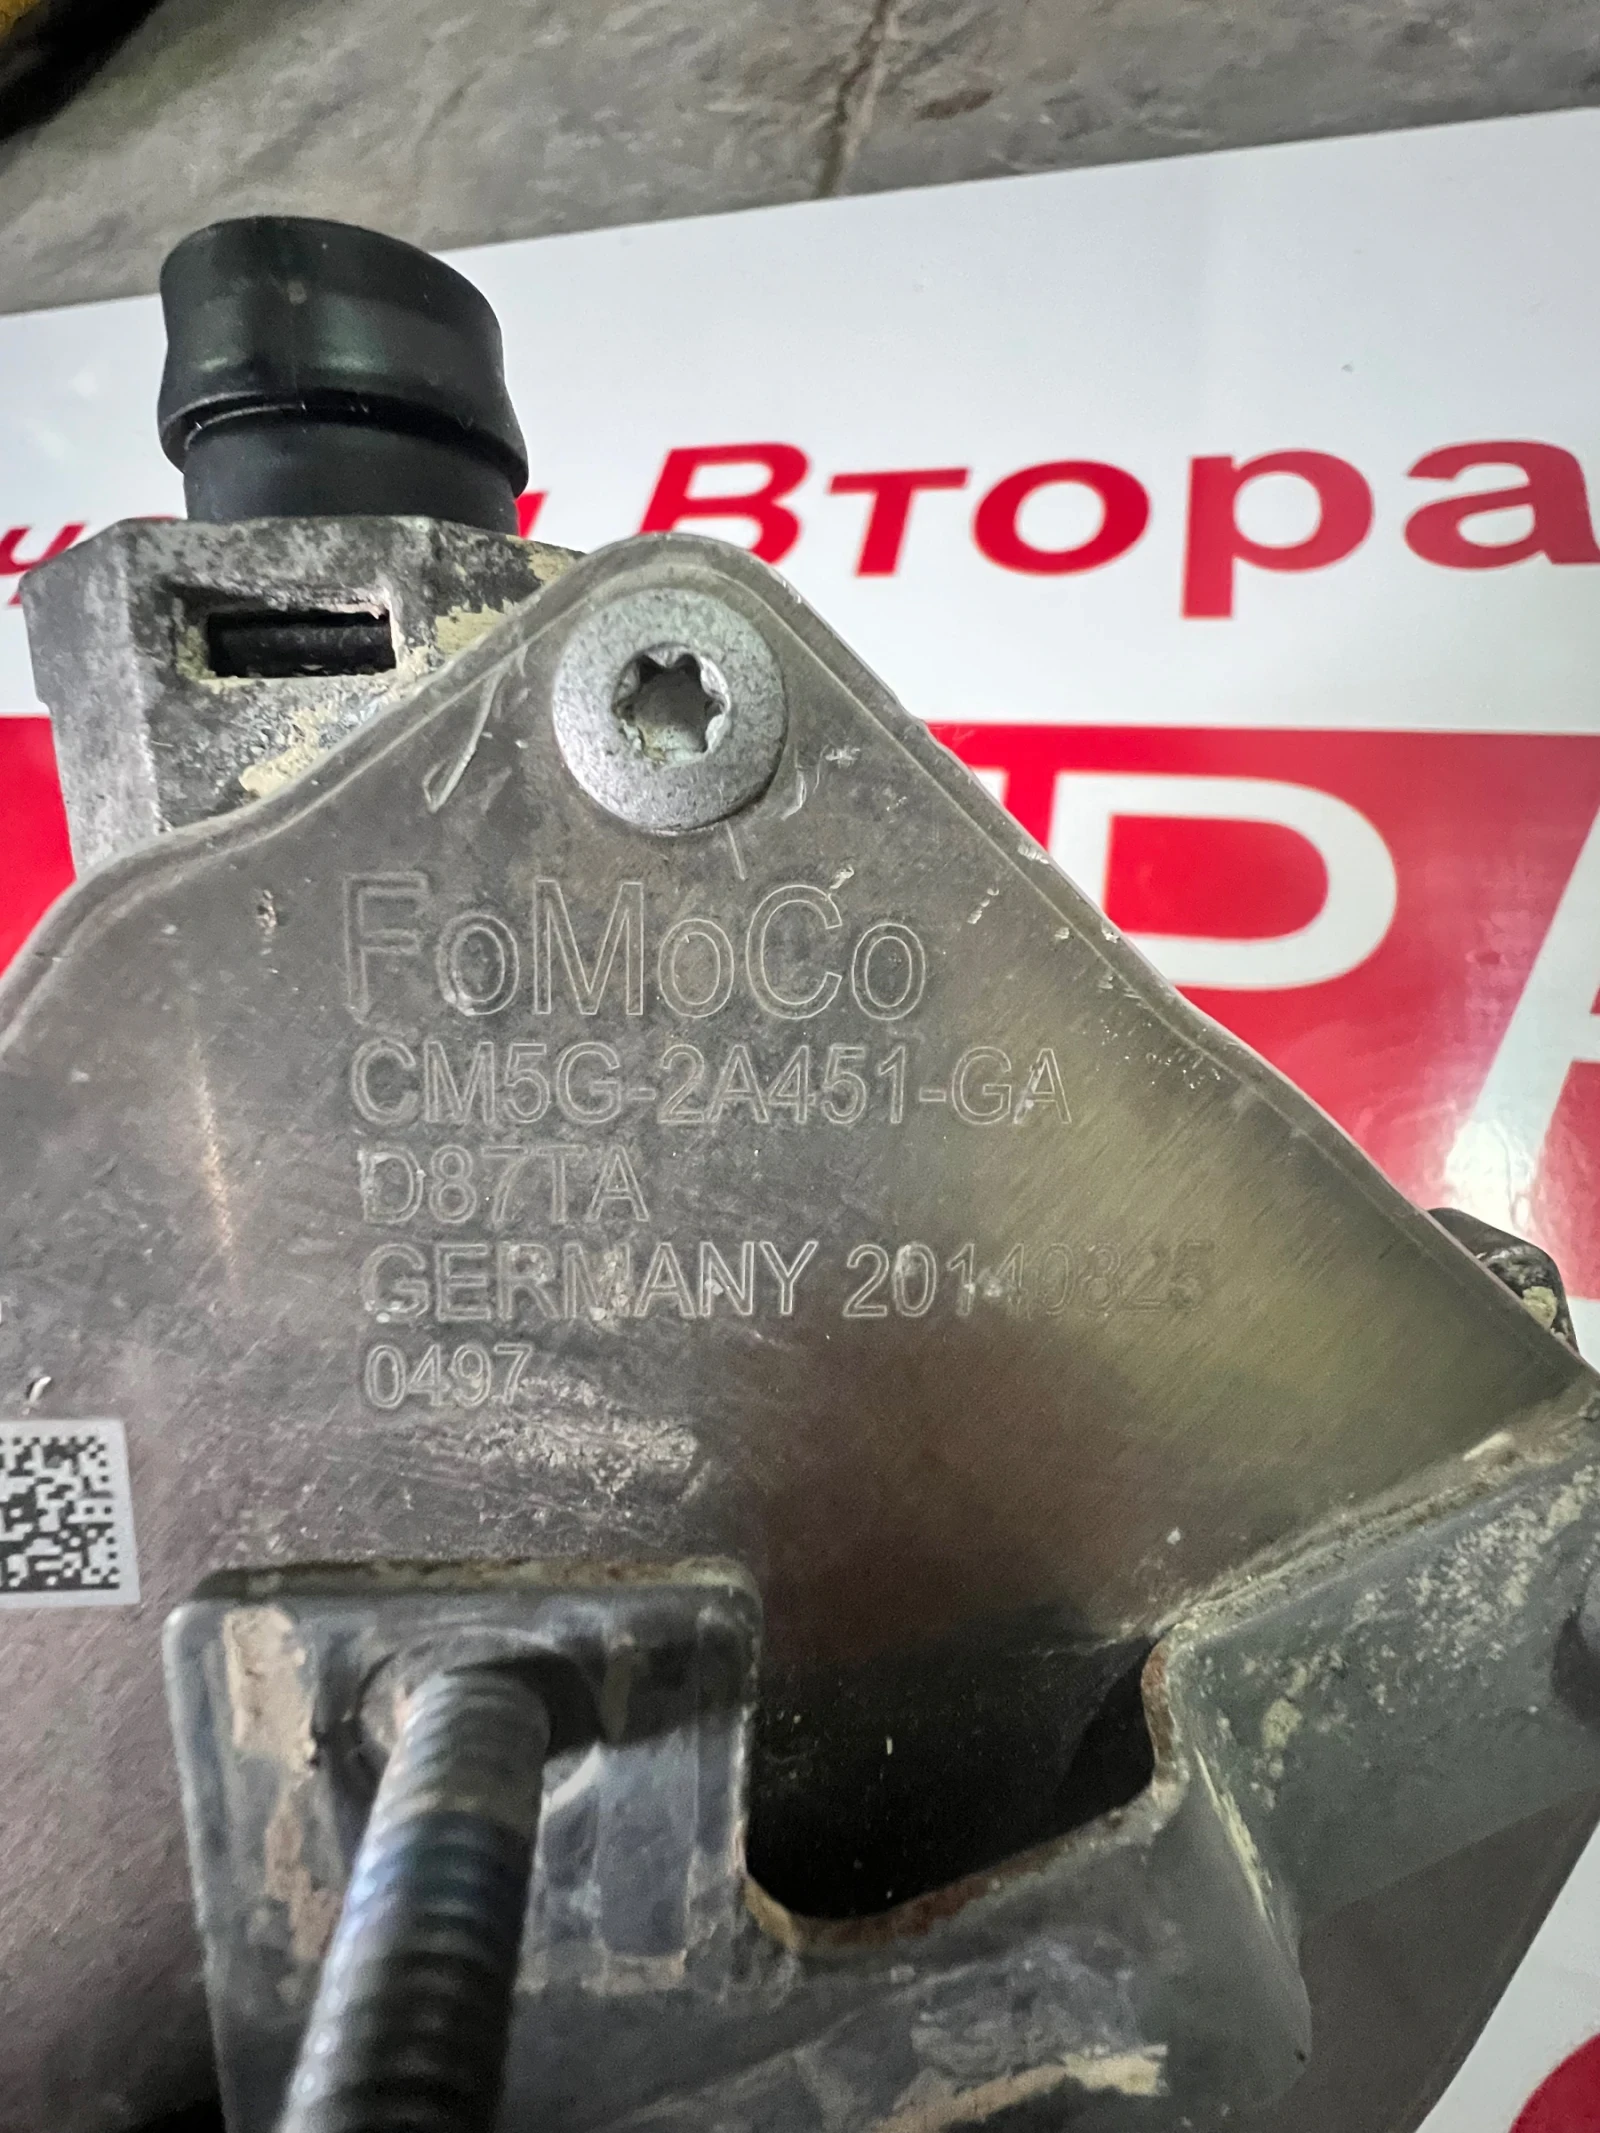 Втора
FoMoCo
CM5G-2A451-GA
D87TA
GERMANY 20140825
0497